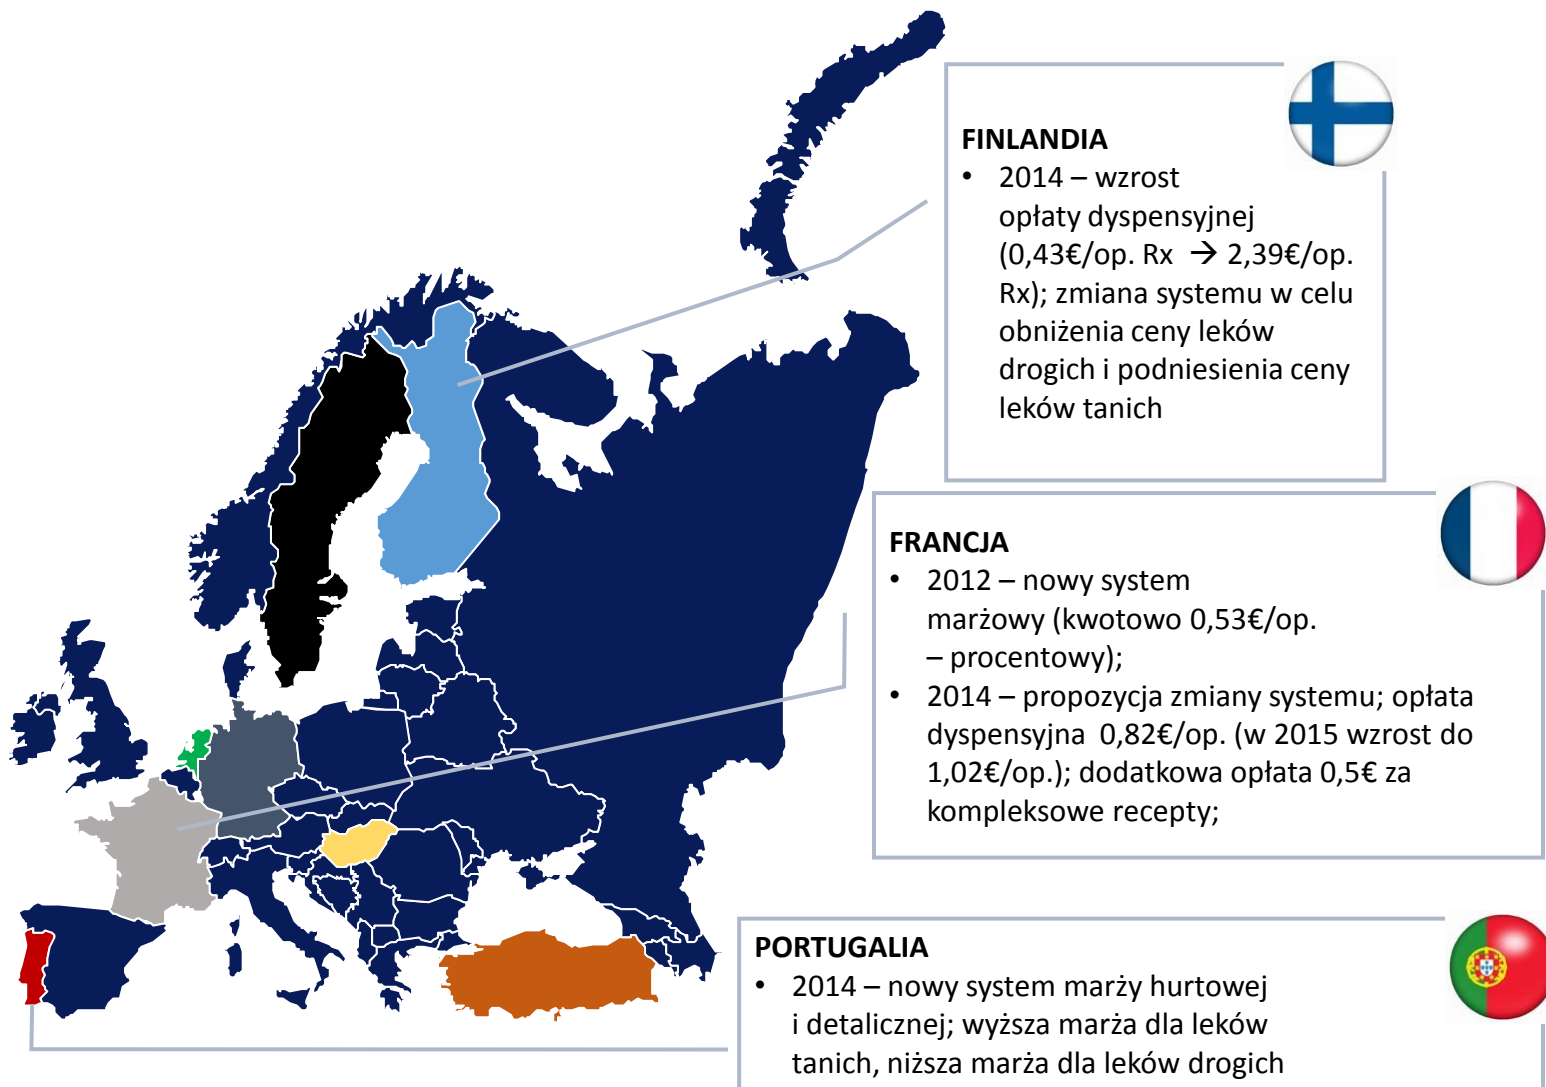 FINLANDIA
• 2014 – wzrost
opłaty dyspensyjnej
(0,43€/op. Rx → 2,39€/op.
Rx); zmiana systemu w celu
obniżenia ceny leków
drogich i podniesienia ceny
leków tanich
FRANCJA
• 2012 – nowy system
marżowy (kwotowo 0,53€/op.
– procentowy);
• 2014 – propozycja zmiany systemu; opłata
dyspensyjna 0,82€/op. (w 2015 wzrost do
1,02€/op.); dodatkowa opłata 0,5€ za
kompleksowe recepty;
PORTUGALIA
• 2014 – nowy system marży hurtowej
i detalicznej; wyższa marża dla leków
tanich, niższa marża dla leków drogich